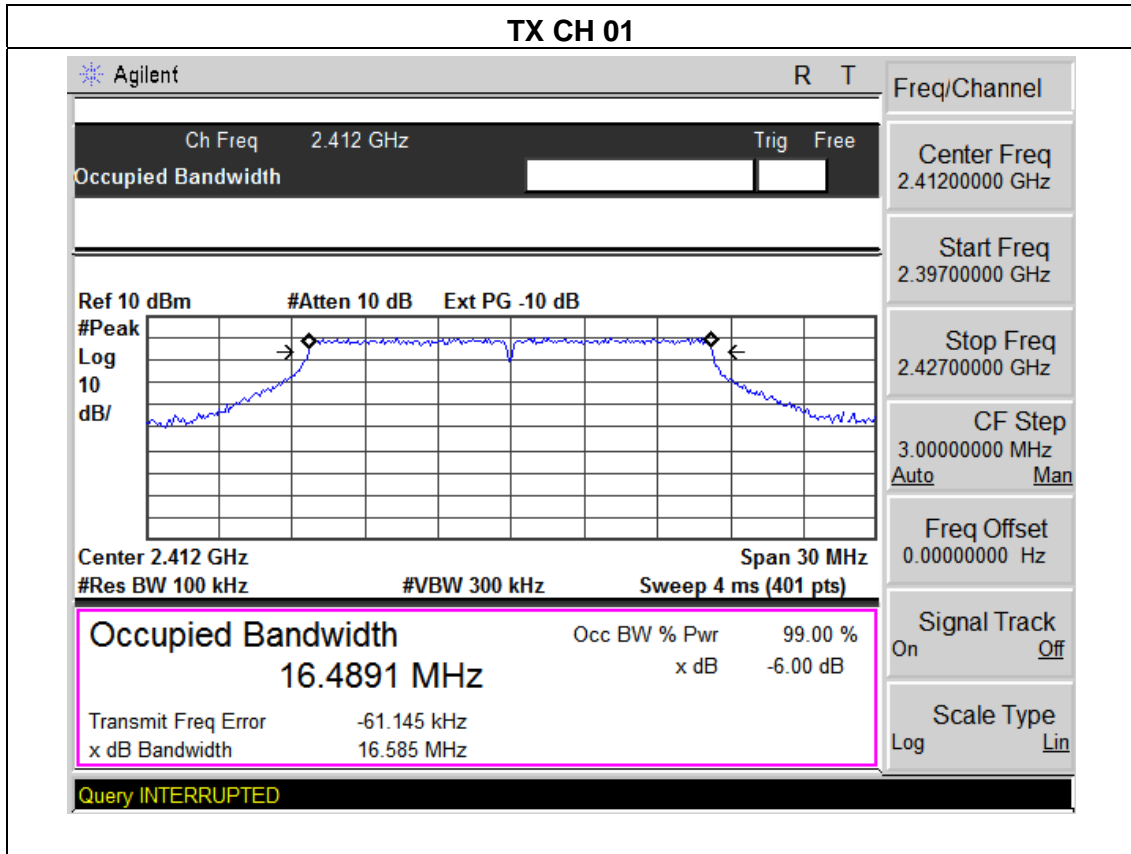 TX CH 01
Agilent R T
Freq/Channel
Ch Freq 2.412 GHz Trig Free
Occupied Bandwidth
Center Freq
2.41200000 GHz
Start Freq
2.39700000 GHz
Stop Freq
2.42700000 GHz
CF Step
3.00000000 MHz
Auto Man
Freq Offset
0.00000000 Hz
Signal Track
On Off
Scale Type
Log Lin
Ref 10 dBm #Atten 10 dB Ext PG -10 dB
#Peak
Log
10
dB/
Center 2.412 GHz Span 30 MHz
#Res BW 100 kHz #VBW 300 kHz Sweep 4 ms (401 pts)
Occupied Bandwidth Occ BW % Pwr 99.00 %
16.4891 MHz x dB -6.00 dB
Transmit Freq Error -61.145 kHz
x dB Bandwidth 16.585 MHz
Query INTERRUPTED